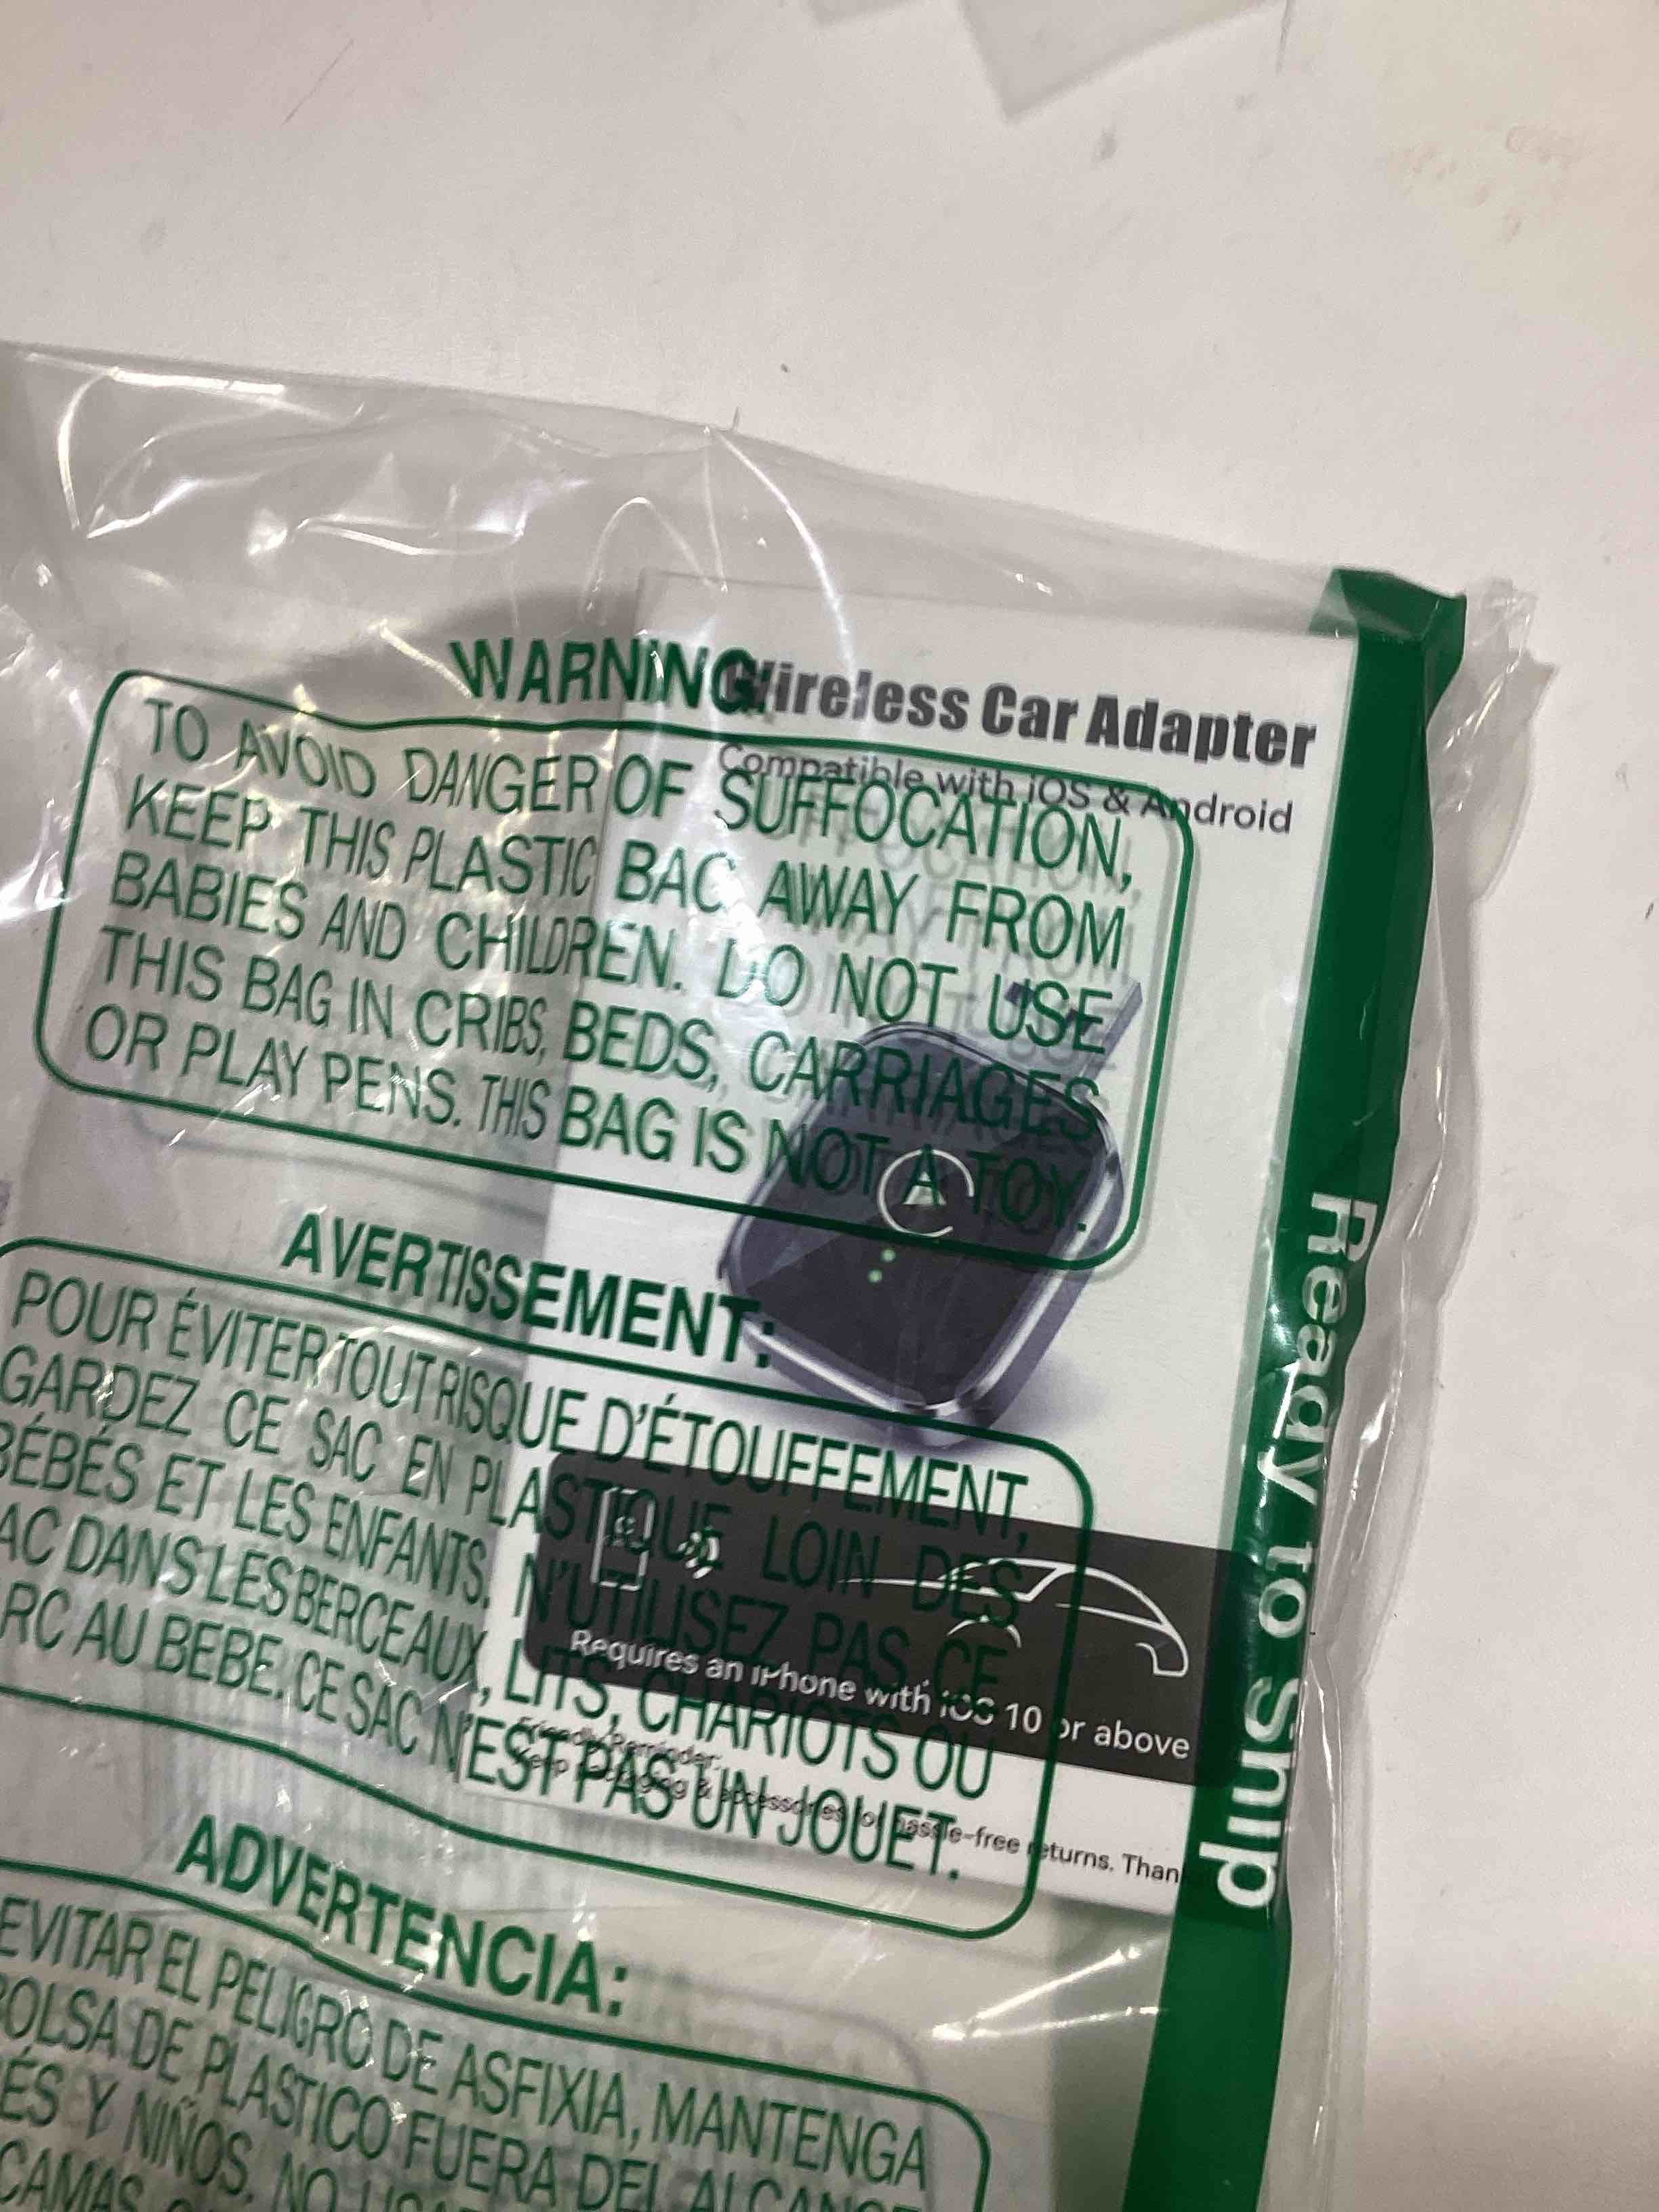 WARNING:
TO AVOID DANGER OF SUFFOCATION,
KEEP THIS PLASTIC BAG AWAY FROM
BABIES AND CHILDREN. DO NOT USE
THIS BAG IN CRIBS, BEDS, CARRIAGES
OR PLAY PENS. THIS BAG IS NOT A TOY.
Wireless Car Adapter
Compatible with iOS & Android
AVERTISSEMENT:
POUR ÉVITER TOUT RISQUE D'ÉTOUFFEMENT,
GARDEZ CE SAC EN PLASTIQUE LOIN DES
BÉBÉS ET LES ENFANTS. N'UTILISEZ PAS CE
AC DANS LES BERCEAUX, LITS, CHARIOTS OU
RC AU BEBE. CE SAC N'EST PAS UN JOUET.
Requires an iPhone with iOS 10 or above
Friendly Reminder:
Keep packaging & accessories for hassle-free returns. Than
ADVERTENCIA:
EVITAR EL PELIGRO DE ASFIXIA, MANTENGA
BOLSA DE PLASTICO FUERA DEL ALCANCE
ÉS Y NIÑOS. NO
CAMAS
Ready to Ship